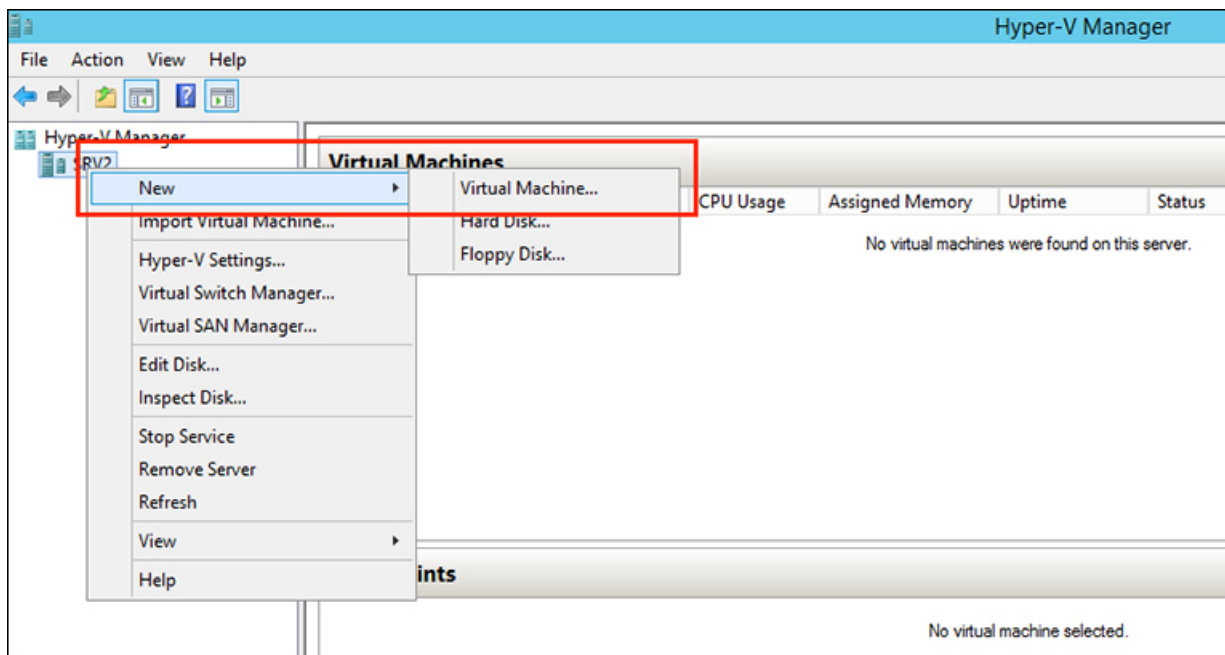 Hyper-V Manager
File Action View Help
Hyper-V Manager
SRV2
Virtual Machines
New
Virtual Machine...
CPU Usage Assigned Memory Uptime Status
Import Virtual Machine...
Hard Disk...
No virtual machines were found on this server.
Hyper-V Settings...
Floppy Disk...
Virtual Switch Manager...
Virtual SAN Manager...
Edit Disk...
Inspect Disk...
Stop Service
Remove Server
Refresh
View
Help
ints
No virtual machine selected.